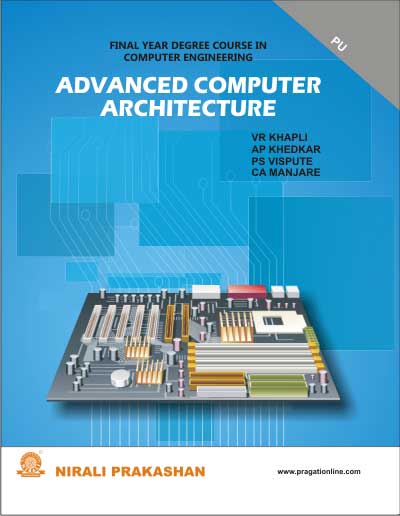 PU
FINAL YEAR DEGREE COURSE IN
COMPUTER ENGINEERING
ADVANCED COMPUTER
ARCHITECTURE
VR KHAPLI
AP KHEDKAR
PS VISPUTE
CA MANJARE
NIRALI PRAKASHAN
www.pragationline.com